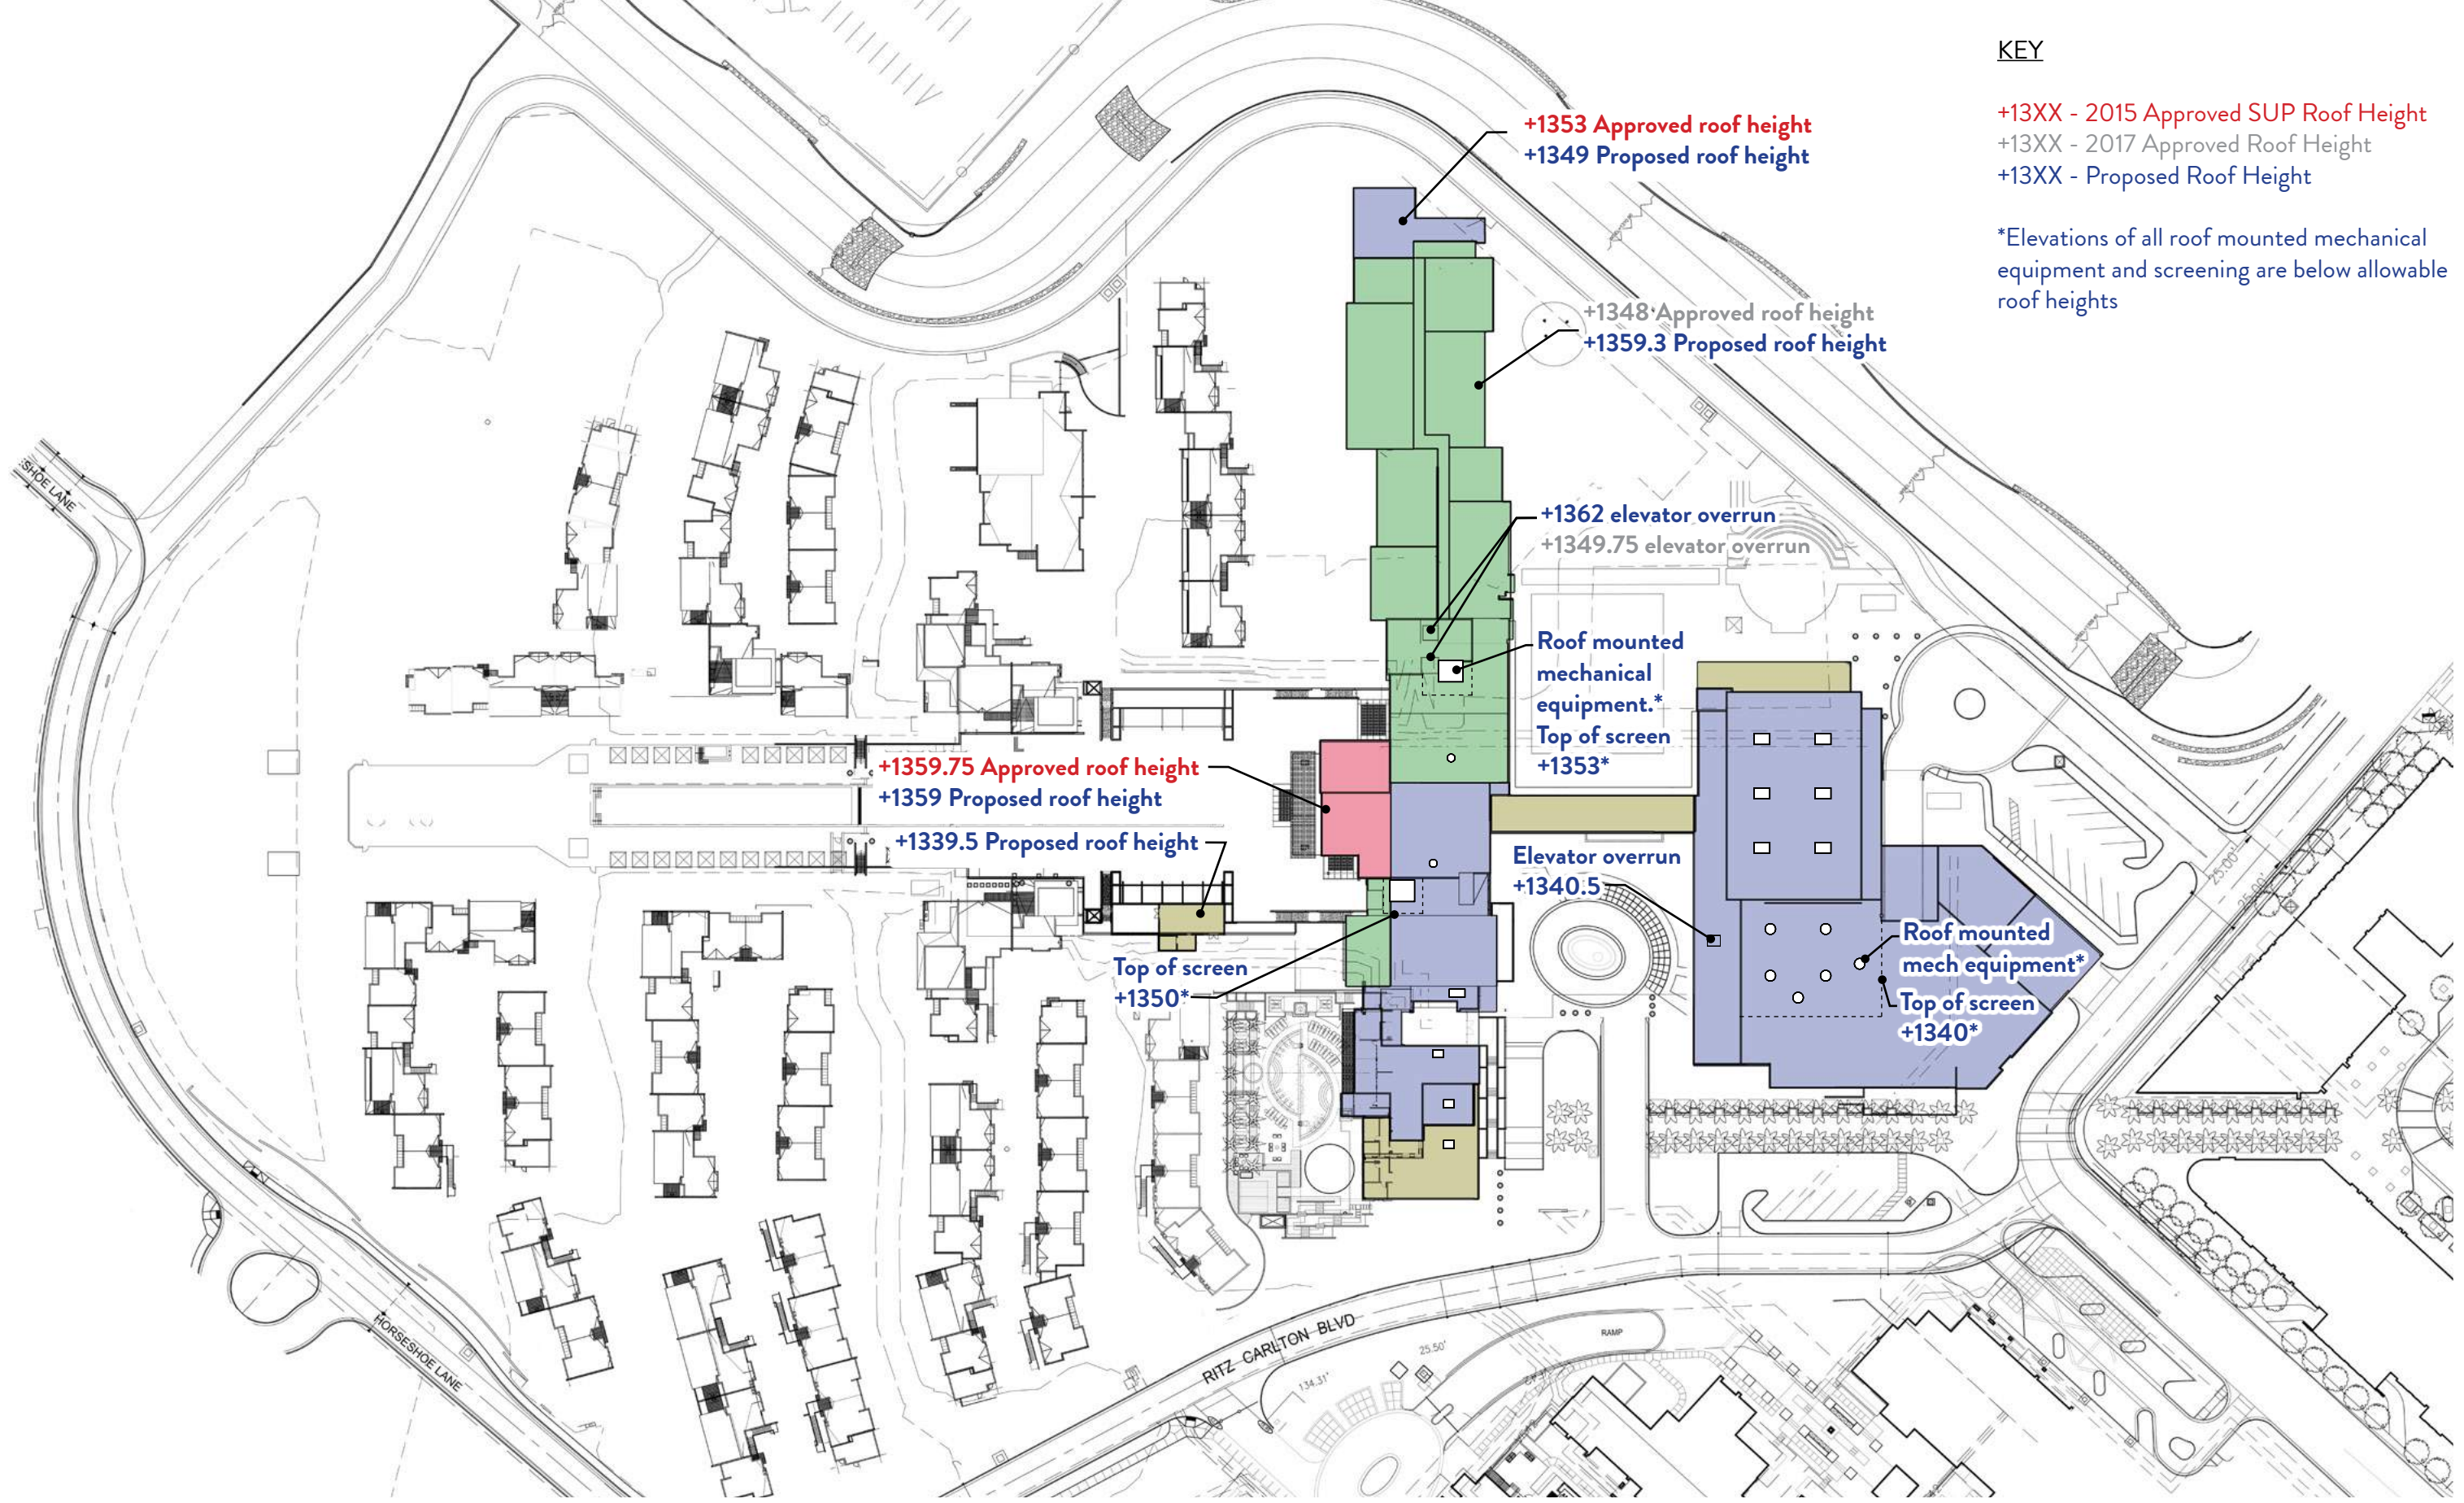 KEY
+13XX - 2015 Approved SUP Roof Height
+13XX - 2017 Approved Roof Height
+13XX - Proposed Roof Height
*Elevations of all roof mounted mechanical
equipment and screening are below allowable
roof heights
+1353 Approved roof height
+1349 Proposed roof height
+1348 Approved roof height
+1359.3 Proposed roof height
+1362 elevator overrun
+1349.75 elevator overrun
Roof mounted
mechanical
equipment.*
Top of screen
+1353*
+1359.75 Approved roof height
+1359 Proposed roof height
+1339.5 Proposed roof height
Elevator overrun
+1340.5
Top of screen
+1350*
Roof mounted
mech equipment*
Top of screen
+1340*
SHOE LANE
HORSESHOE LANE
RITZ CARLTON BLVD
RAMP
25.50'
134.31'
25.00'
25.00'